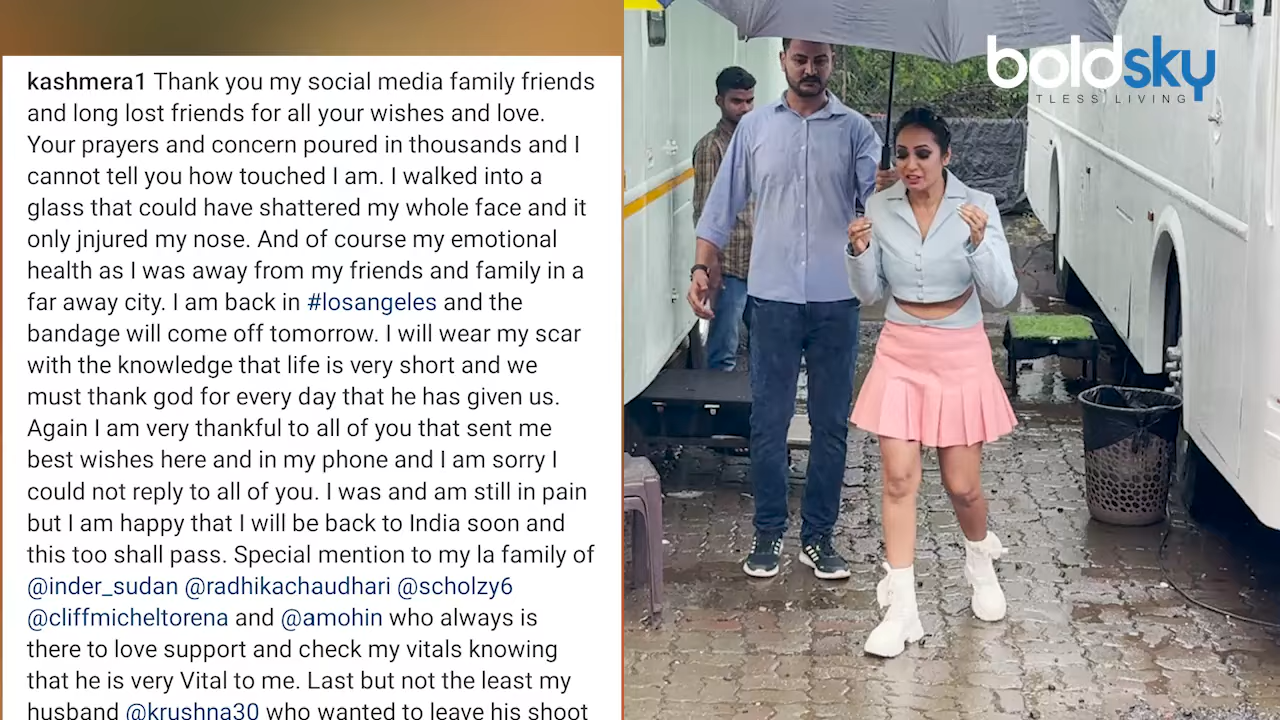 kashmera1 Thank you my social media family friends
and long lost friends for all your wishes and love.
Your prayers and concern poured in thousands and I
cannot tell you how touched I am. I walked into a
glass that could have shattered my whole face and it
only jnjured my nose. And of course my emotional
health as I was away from my friends and family in a
far away city. I am back in #losangeles and the
bandage will come off tomorrow. I will wear my scar
with the knowledge that life is very short and we
must thank god for every day that he has given us.
Again I am very thankful to all of you that sent me
best wishes here and in my phone and I am sorry I
could not reply to all of you. I was and am still in pain
but I am happy that I will be back to India soon and
this too shall pass. Special mention to my la family of
@inder_sudan @radhikachaudhari @scholzy6
@cliffmicheltorena and @amohin who always is
there to love support and check my vitals knowing
that he is very Vital to me. Last but not the least my
husband @krushna30 who wanted to leave his shoot
boldsky
LIVING